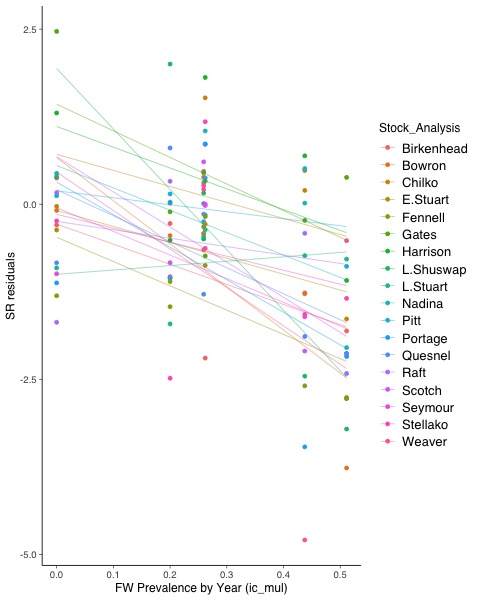 2.5
0.0
-2.5
-5.0
SR residuals
0.0 0.1 0.2 0.3 0.4 0.5
FW Prevalence by Year (ic_mul)
Stock_Analysis
Birkenhead
Bowron
Chilko
E.Stuart
Fennell
Gates
Harrison
L.Shuswap
L.Stuart
Nadina
Pitt
Portage
Quesnel
Raft
Scotch
Seymour
Stellako
Weaver